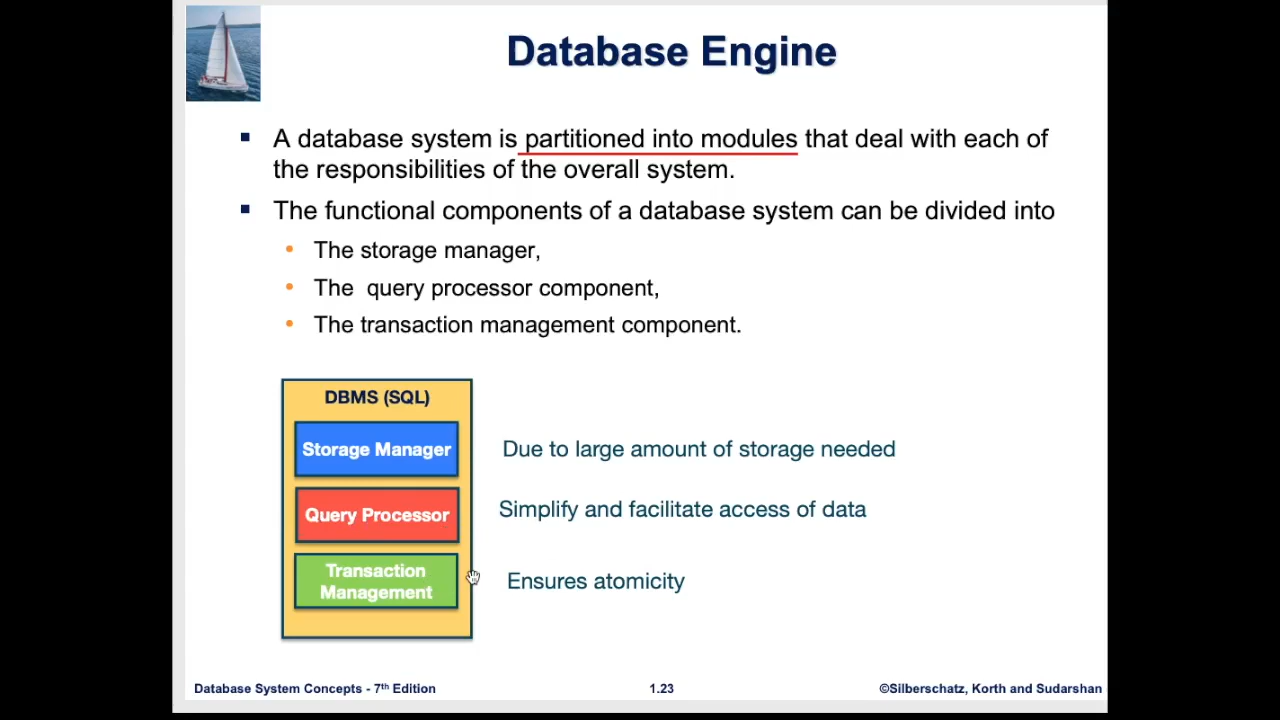 Database Engine
A database system is partitioned into modules that deal with each of
the responsibilities of the overall system.
The functional components of a database system can be divided into
The storage manager,
The  query processor component,
The transaction management component.
DBMS (SQL)
Storage Manager
Due to large amount of storage needed
Query Processor
Simplify and facilitate access of data
Transaction
Management
Ensures atomicity
Database System Concepts - 7th Edition
1.23
©Silberschatz, Korth and Sudarshan